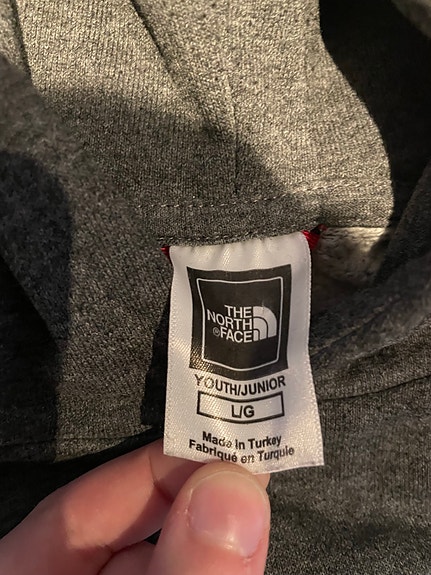 THE
NORTH
®FACE
YOUTH/JUNIOR
L/G
Made in Turkey
Fabriqué en Turquie